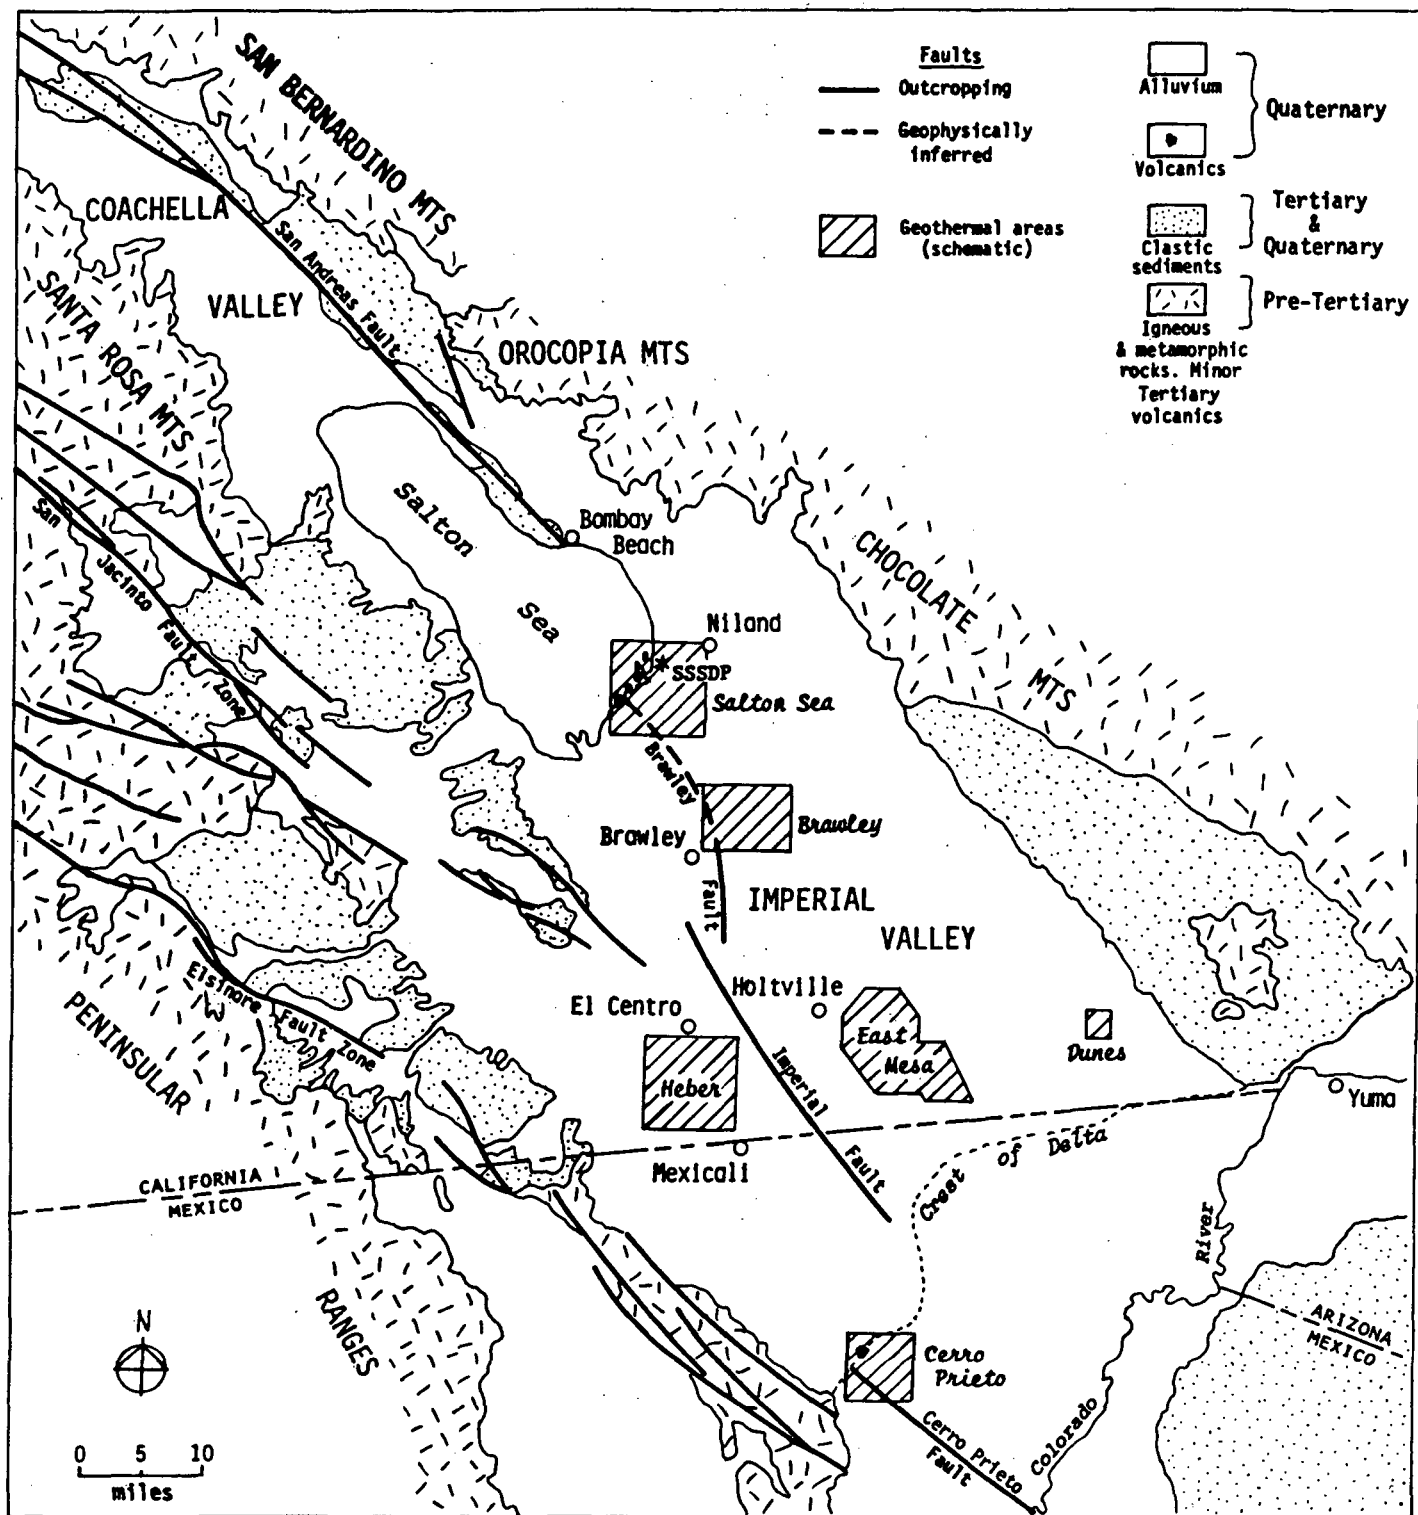 Faults
Outcropping
Geophysically
inferred
Geothermal areas
(schematic)
Alluvium
Volcanics
Quaternary
Clastic
sediments
Tertiary
&
Quaternary
Igneous
& metamorphic
rocks. Minor
Tertiary
volcanics
Pre-Tertiary
SAN BERNARDINO MTS
COACHELLA
VALLEY
San Andreas Fault
SANTA ROSA MTS
OROCOPIA MTS
Salton
Sea
Bombay
Beach
CHOCOLATE
MTS
San Jacinto Fault Zone
Niland
SSSDP
Salton Sea
Brawley
Fault
Brawley
Brawley
IMPERIAL
VALLEY
Elsinore Fault Zone
PENINSULAR
RANGES
El Centro
Holtville
Heber
East
Mesa
Dunes
Yuma
Imperial
Fault
Mexicali
Crest of Delta
CALIFORNIA
MEXICO
River
Colorado
ARIZONA
MEXICO
Cerro
Prieto
Cerro Prieto
Fault
N
0 5 10
miles